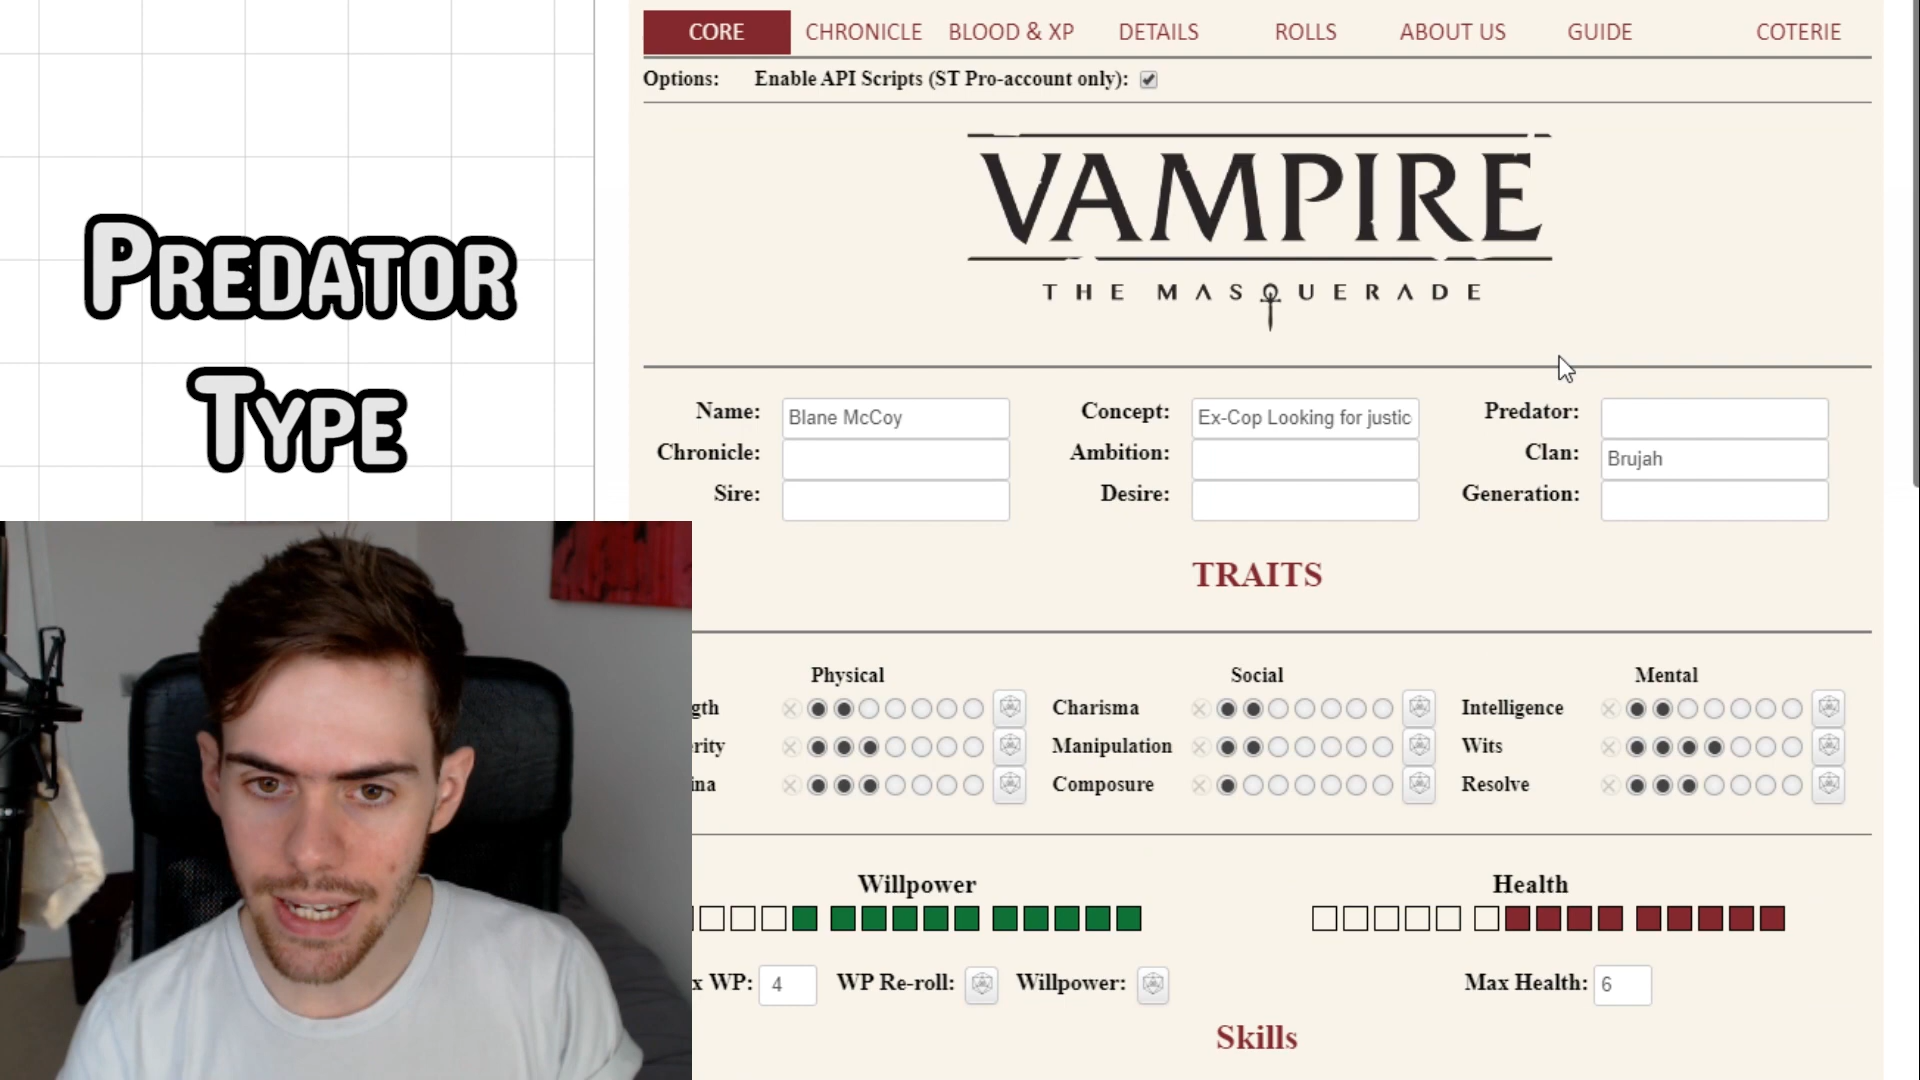 CORE CHRONICLE BLOOD & XP DETAILS ROLLS ABOUT US GUIDE COTERIE
Options: Enable API Scripts (ST Pro-account only):
VAMPIRE
THE MASQUERADE
PREDATOR
TYPE
Name: Blane McCoy Concept: Ex-Cop Looking for justic Predator:
Chronicle: Ambition: Clan: Brujah
Sire: Desire: Generation:
TRAITS
Physical Social Mental
gth Charisma Intelligence
rity Manipulation Wits
ina Composure Resolve
Willpower Health
x WP: 4 WP Re-roll: Willpower: Max Health: 6
Skills